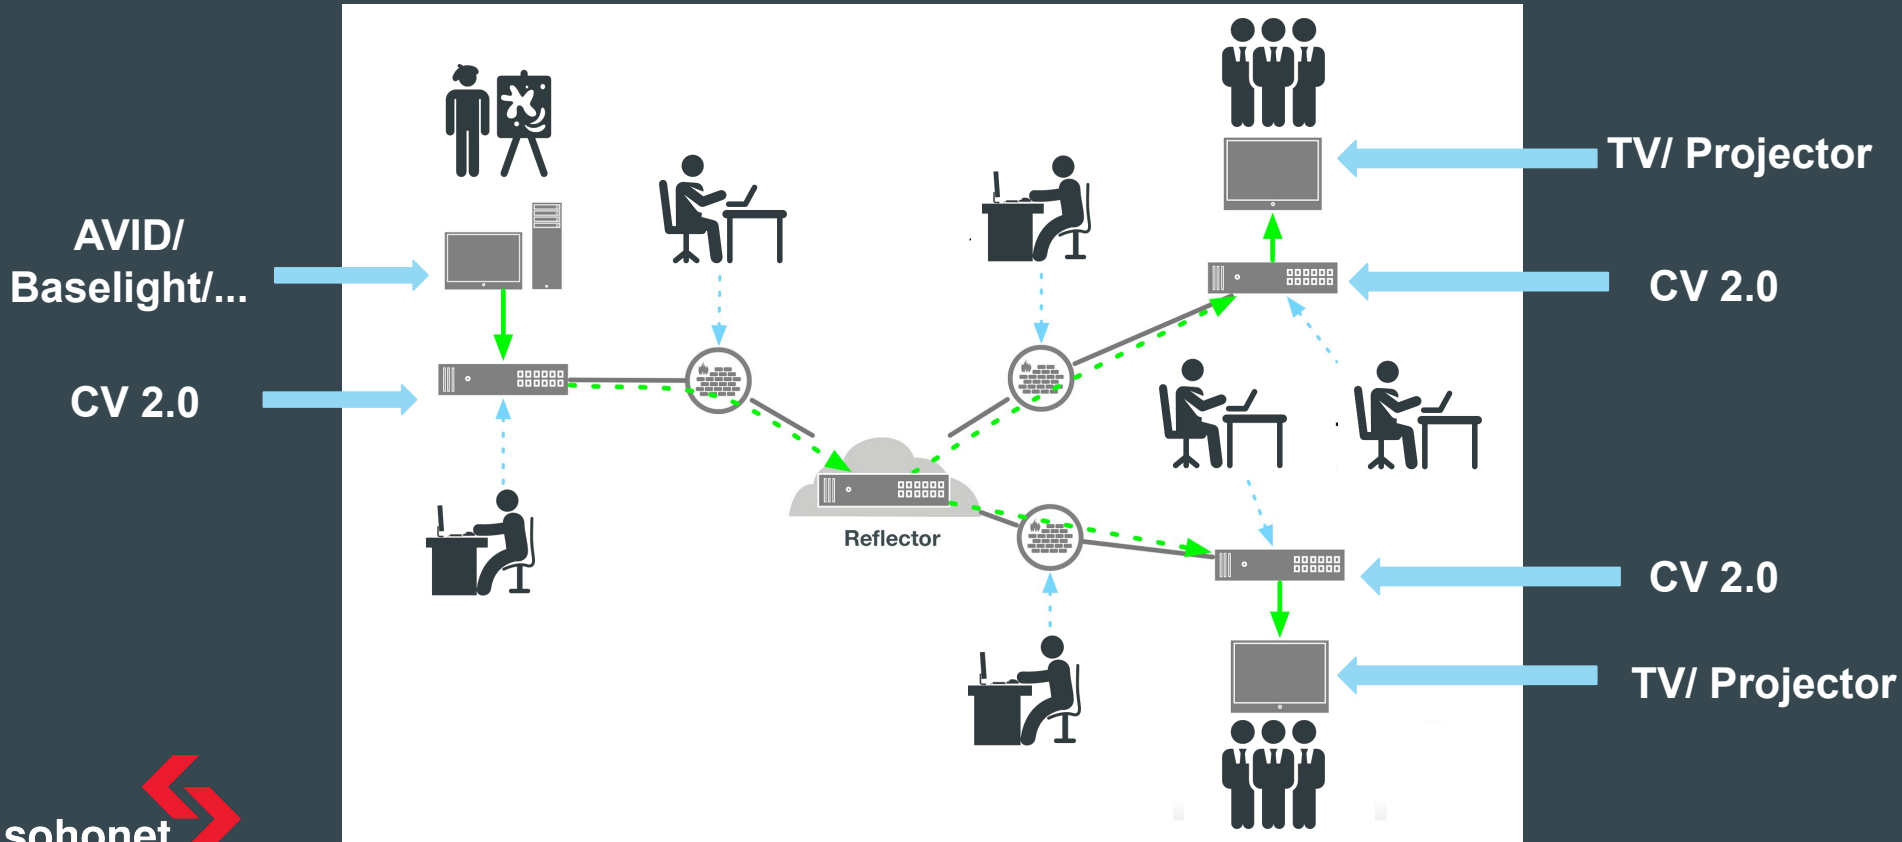 AVID/
Baselight/...
CV 2.0
Reflector
TV/ Projector
CV 2.0
CV 2.0
TV/ Projector
sohonet